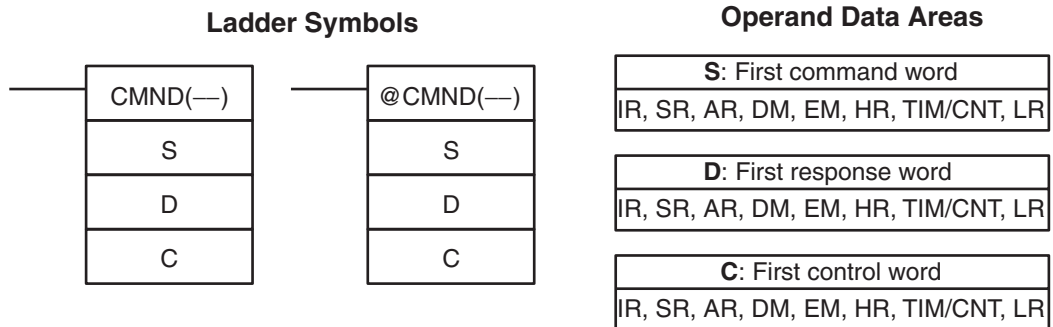 Ladder Symbols
CMND(––)
S
D
C
@CMND(––)
S
D
C
Operand Data Areas
S: First command word
IR, SR, AR, DM, EM, HR, TIM/CNT, LR
D: First response word
IR, SR, AR, DM, EM, HR, TIM/CNT, LR
C: First control word
IR, SR, AR, DM, EM, HR, TIM/CNT, LR